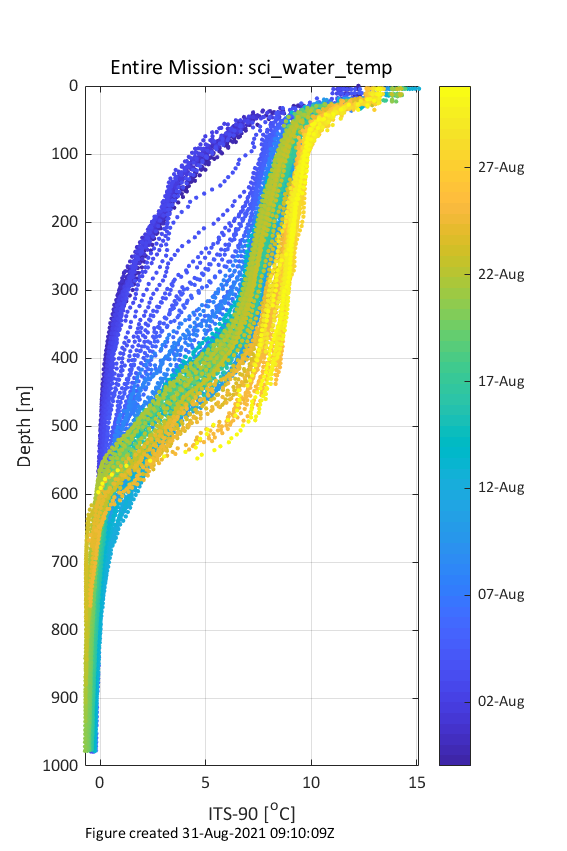 Entire Mission: sci_water_temp
0
100
200
300
400
500
600
700
800
900
1000
Depth [m]
0 5 10 15
ITS-90 [°C]
27-Aug
22-Aug
17-Aug
12-Aug
07-Aug
02-Aug
Figure created 31-Aug-2021 09:10:09Z